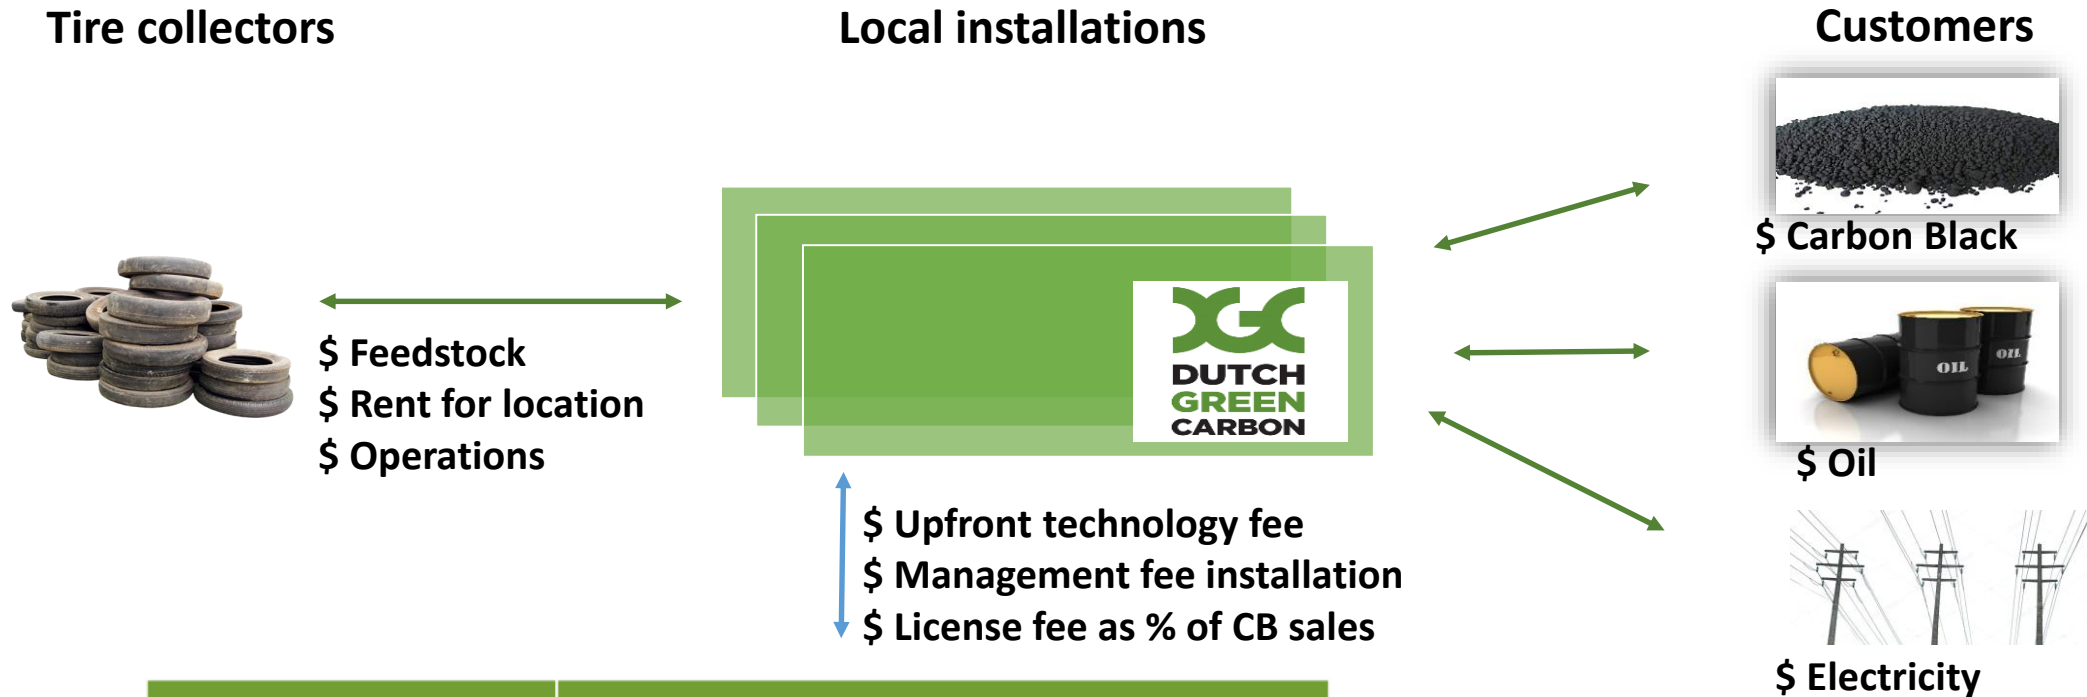 Tire collectors
Local installations
Customers
$ Carbon Black
DUTCH
GREEN
CARBON
$ Feedstock
$ Rent for location
$ Operations
OIL
OIL
$ Oil
$ Upfront technology fee
$ Management fee installation
$ License fee as % of CB sales
$ Electricity